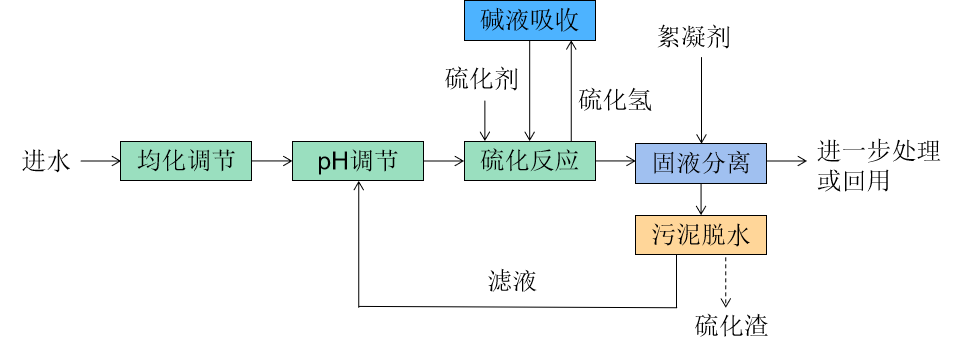 碱液吸收
絮凝剂
硫化剂
硫化氢
进水
均化调节
pH调节
硫化反应
固液分离
进一步处理
或回用
污泥脱水
滤液
硫化渣